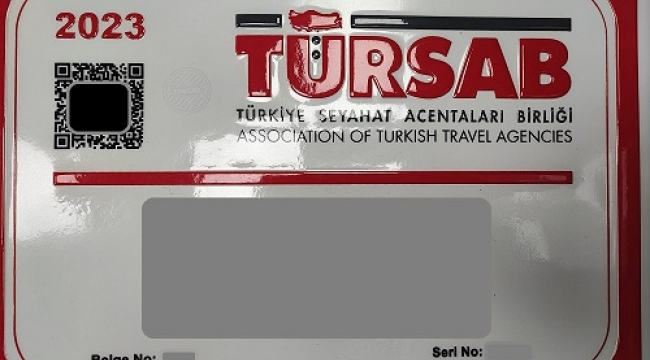 2023
TÜRSAB
TÜRKİYE SEYAHAT ACENTALARI BİRLİĞİ
ASSOCIATION OF TURKISH TRAVEL AGENCIES
Belge No:
Seri No: